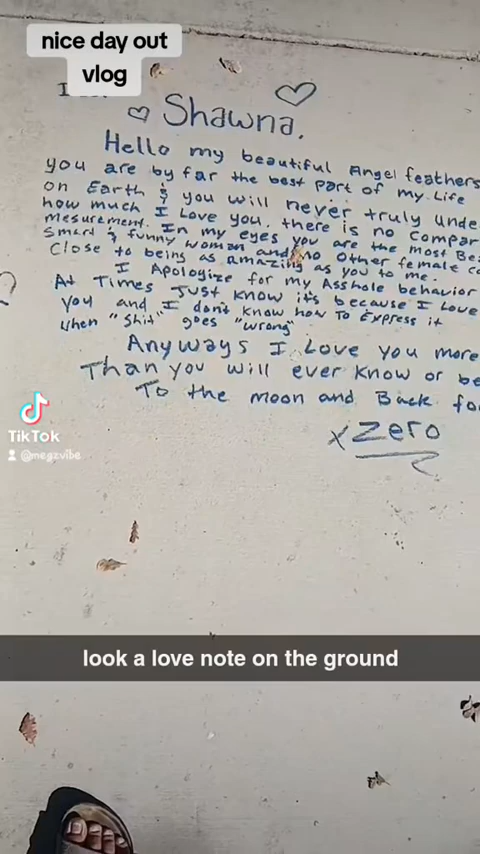 nice day out
vlog
Shawna.
Hello my beautiful Angel feathers
you are by far the best part of my Life
on Earth & you will never truly
how much I Love you. there is no
mesurement. In my eyes you are the most
smart & funny woman and no other female
close to being as amazing as you to me.
I Apologize for my Asshole behavior
At Times Just know it's because I Love
you and I don't know how to Express it
when "shit" goes "wrong"
Anyways I Love you more
Than you will ever know or
To the moon and Back
xZero
TikTok
@megzvibe
look a love note on the ground